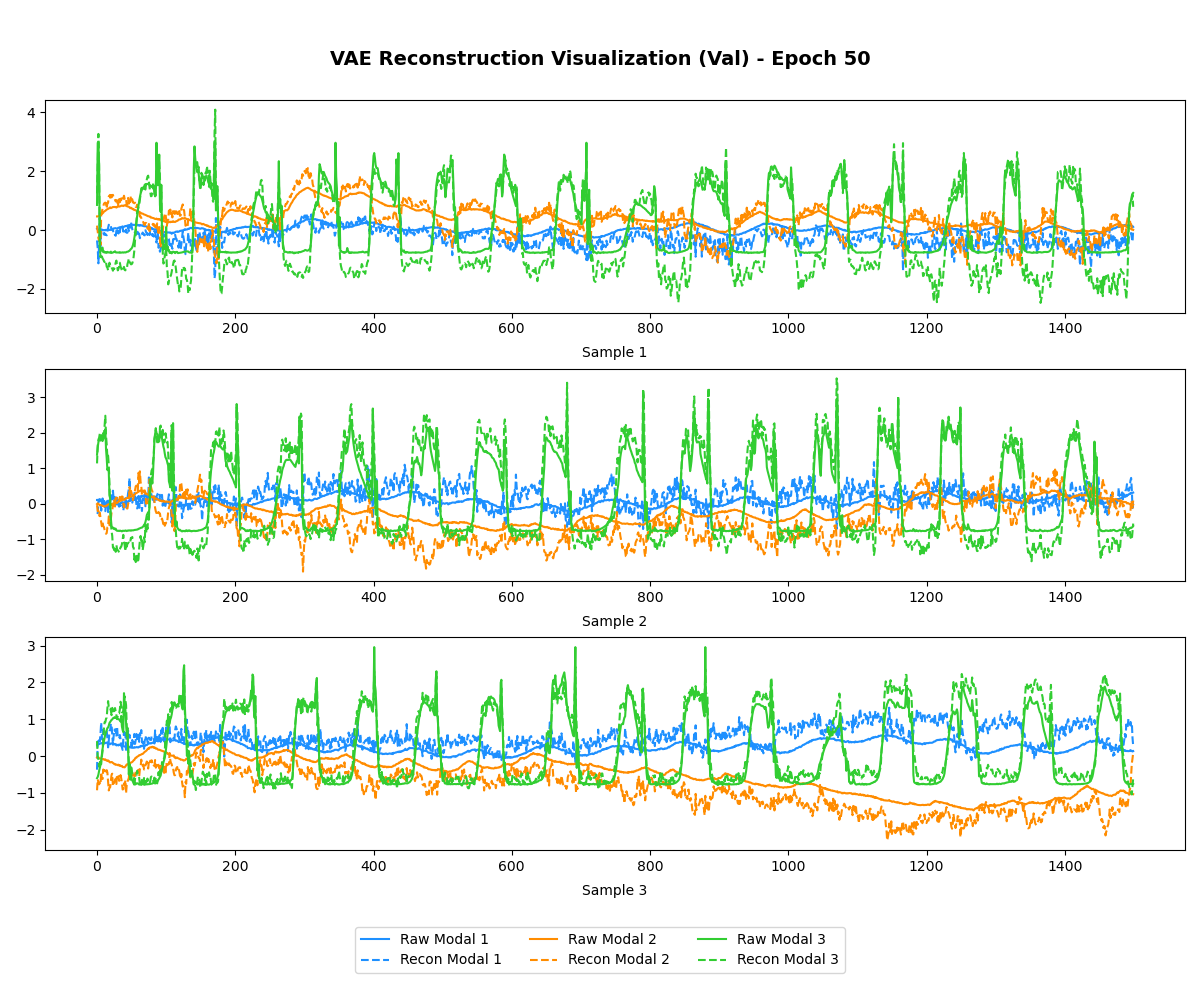 VAE Reconstruction Visualization (Val) - Epoch 50
4
2
0
−2
0 200 400 600 800 1000 1200 1400
Sample 1
3
2
1
0
−1
−2
0 200 400 600 800 1000 1200 1400
Sample 2
3
2
1
0
−1
−2
0 200 400 600 800 1000 1200 1400
Sample 3
Raw Modal 1 Raw Modal 2 Raw Modal 3
Recon Modal 1 Recon Modal 2 Recon Modal 3